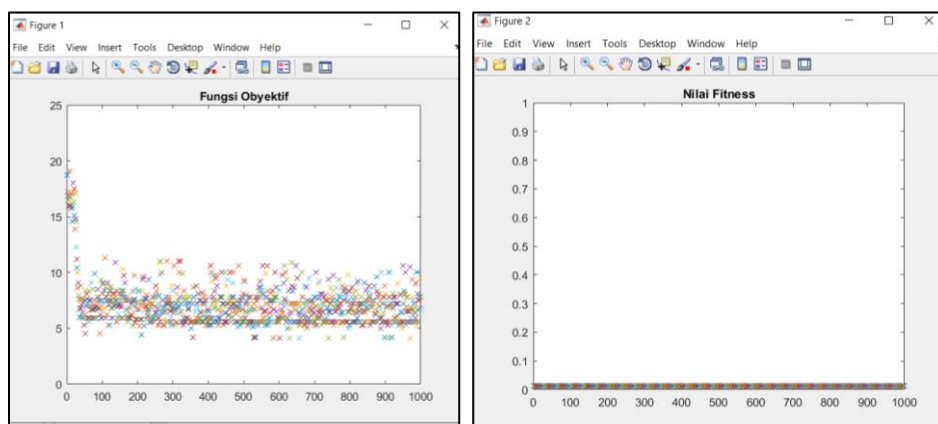 Figure 1
File Edit View Insert Tools Desktop Window Help
Fungsi Obyektif
25
20
15
10
5
0
0 100 200 300 400 500 600 700 800 900 1000
Figure 2
File Edit View Insert Tools Desktop Window Help
Nilai Fitness
1
0.9
0.8
0.7
0.6
0.5
0.4
0.3
0.2
0.1
0
0 100 200 300 400 500 600 700 800 900 1000